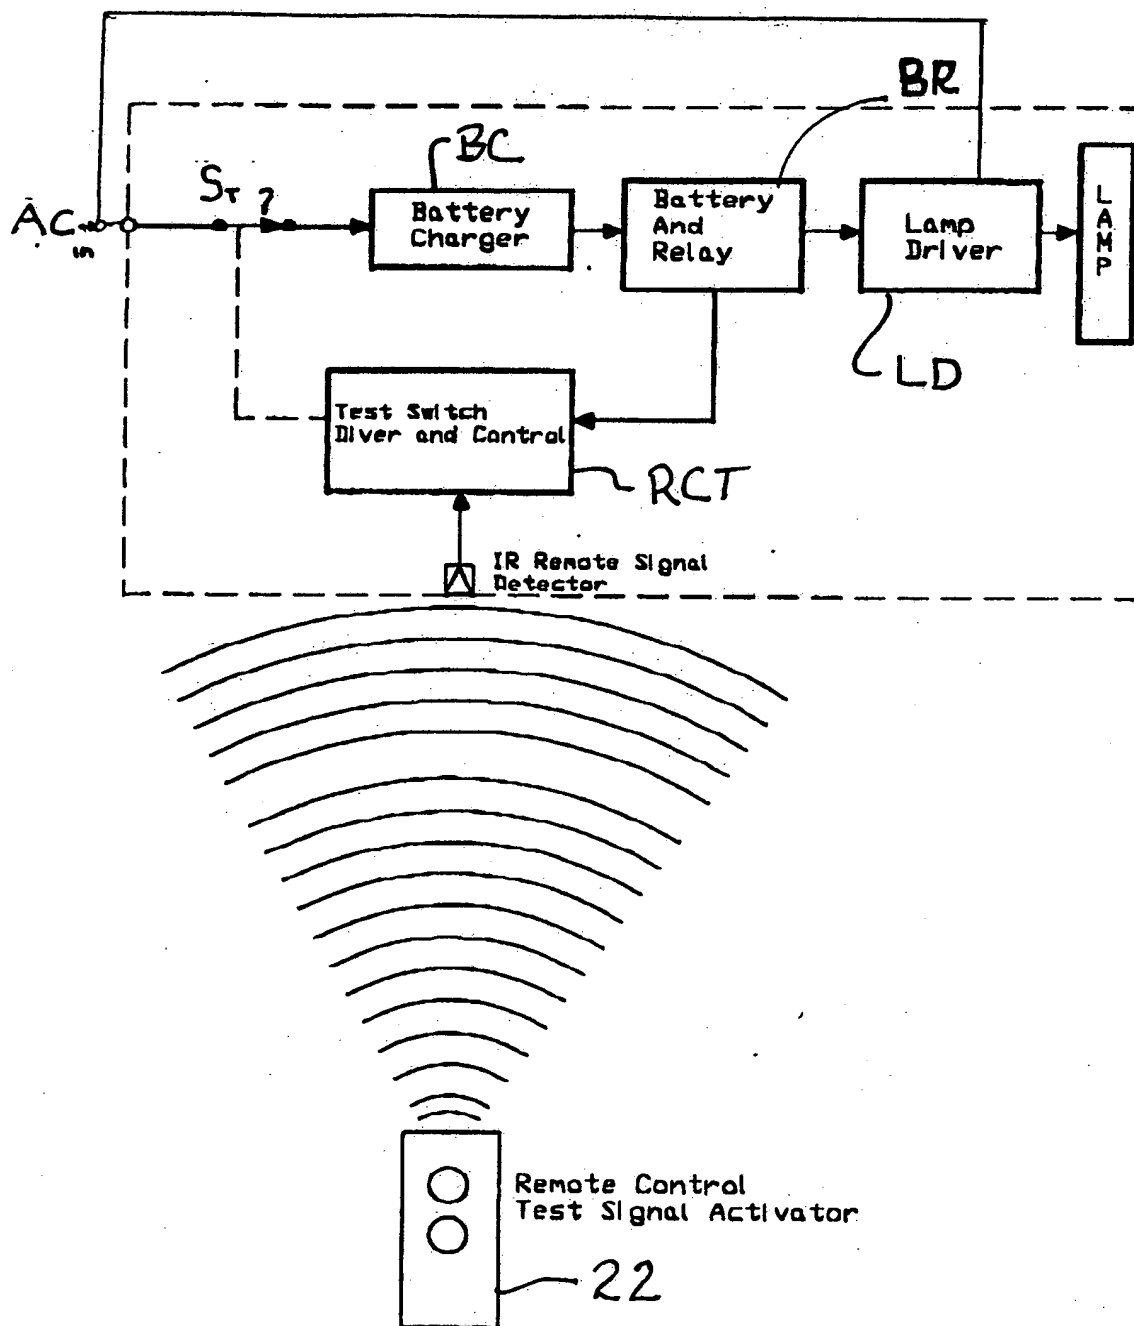 BR
BC
ST ?
AC in
Battery
Charger
Battery
And
Relay
Lamp
Driver
LAMP
LD
Test Switch
Diver and Control
RCT
IR Remote Signal
Detector
Remote Control
Test Signal Activator
22